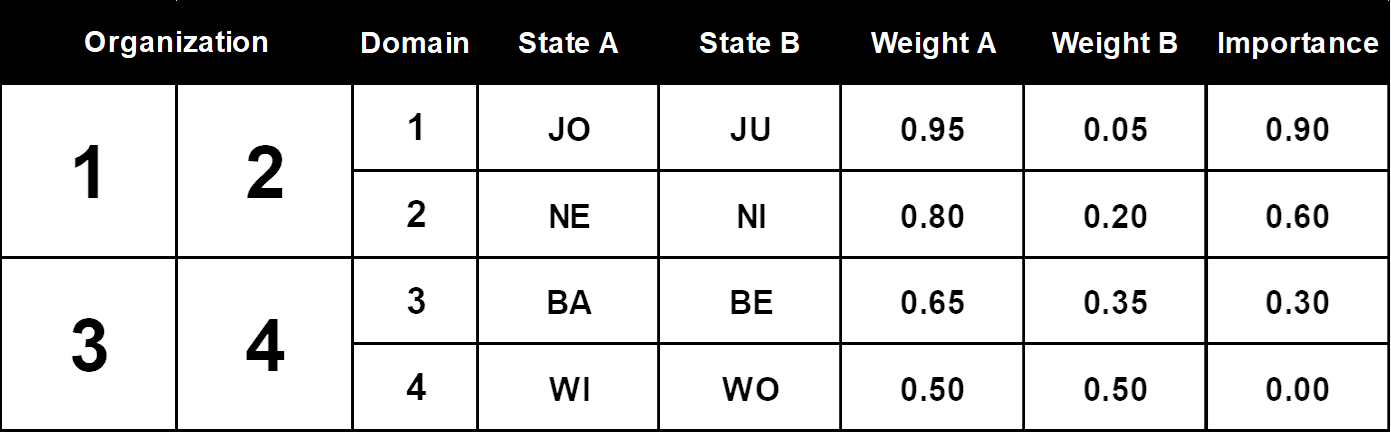 Organization Domain State A State B Weight A Weight B Importance
1 2
1 JO JU 0.95 0.05 0.90
2 NE NI 0.80 0.20 0.60
3 4
3 BA BE 0.65 0.35 0.30
4 WI WO 0.50 0.50 0.00